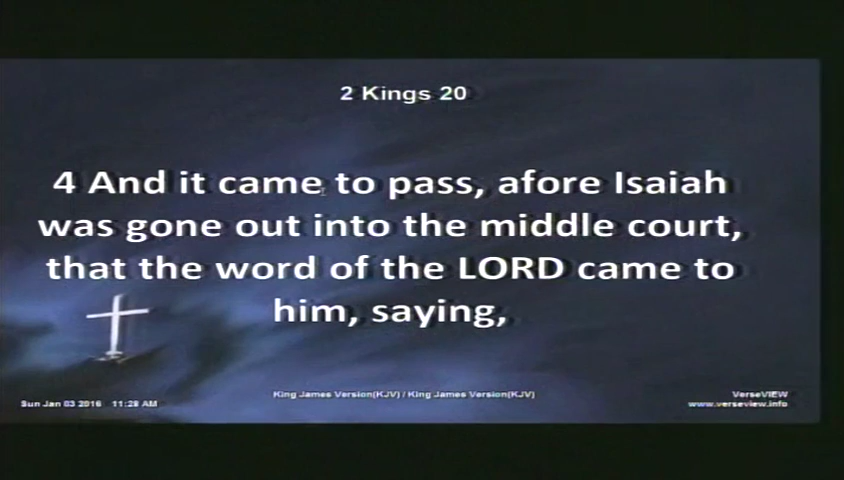 2 Kings 20
4 And it came to pass, afore Isaiah
was gone out into the middle court,
that the word of the LORD came to
him, saying,
King James Version(KJV) / King James Version(KJV)
VerseVIEW
Sun Jan 03 2016 11:28 AM
www.verseview.info